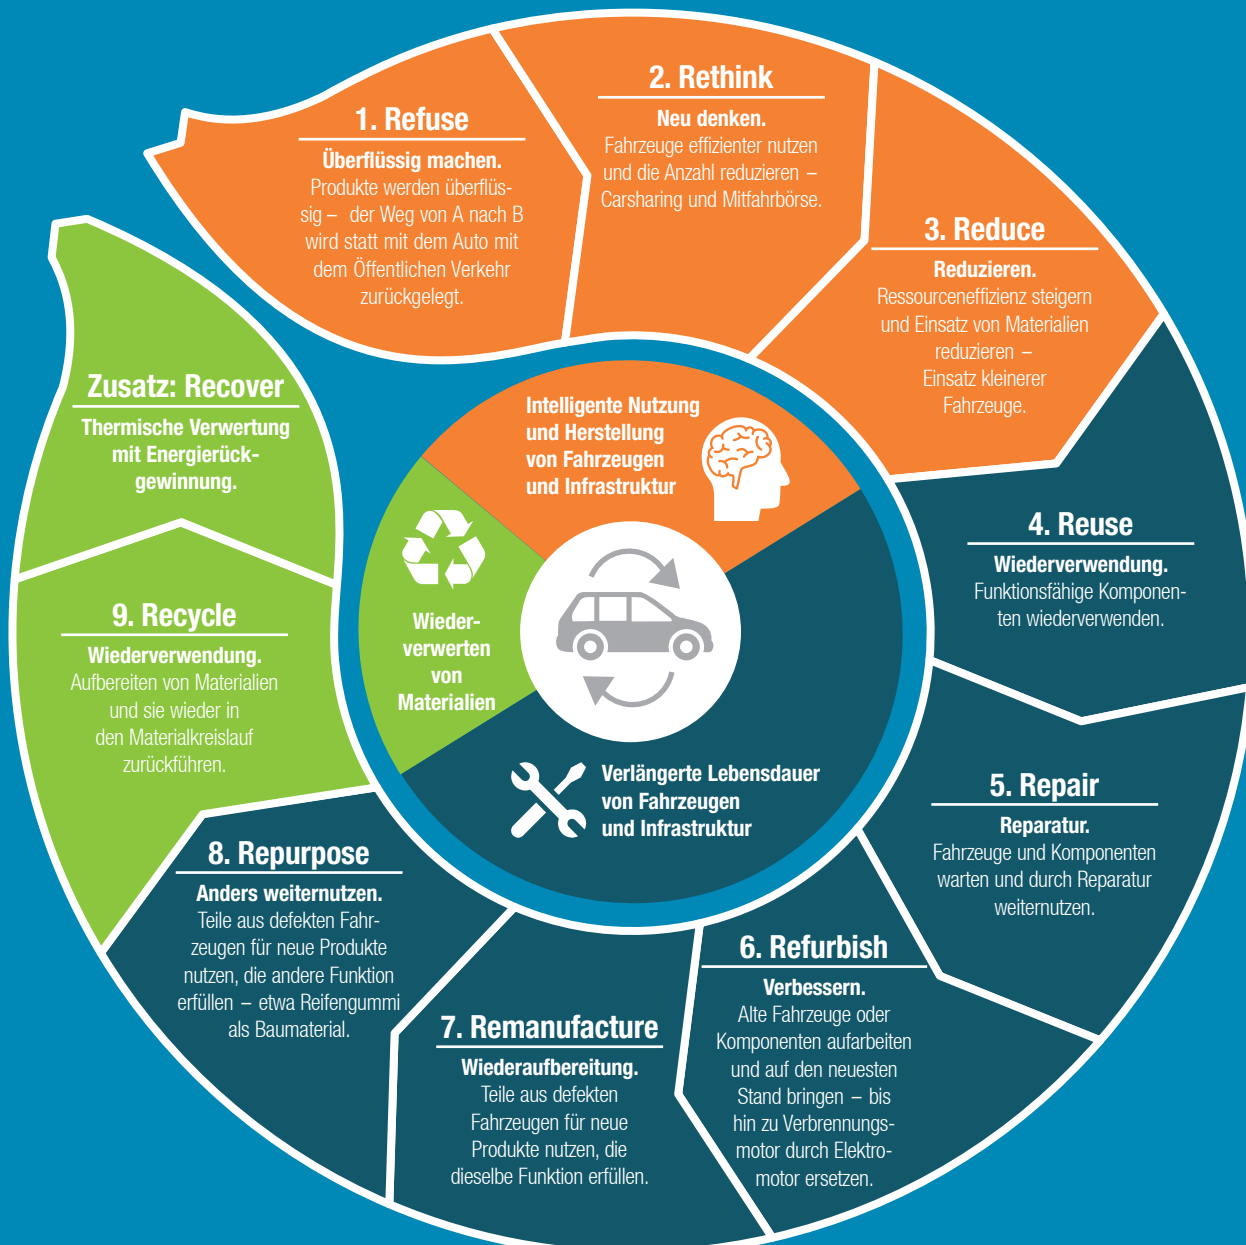 1. Refuse
Überflüssig machen.
Produkte werden überflüs-
sig – der Weg von A nach B
wird statt mit dem Auto mit
dem Öffentlichen Verkehr
zurückgelegt.
2. Rethink
Neu denken.
Fahrzeuge effizienter nutzen
und die Anzahl reduzieren –
Carsharing und Mitfahrbörse.
3. Reduce
Reduzieren.
Ressourceneffizienz steigern
und Einsatz von Materialien
reduzieren –
Einsatz kleinerer
Fahrzeuge.
4. Reuse
Wiederverwendung.
Funktionsfähige Komponen-
ten wiederverwenden.
5. Repair
Reparatur.
Fahrzeuge und Komponenten
warten und durch Reparatur
weiternutzen.
6. Refurbish
Verbessern.
Alte Fahrzeuge oder
Komponenten aufarbeiten
und auf den neuesten
Stand bringen – bis
hin zu Verbrennungs-
motor durch Elektro-
motor ersetzen.
7. Remanufacture
Wiederaufbereitung.
Teile aus defekten
Fahrzeugen für neue
Produkte nutzen, die
dieselbe Funktion erfüllen.
8. Repurpose
Anders weiternutzen.
Teile aus defekten Fahr-
zeugen für neue Produkte
nutzen, die andere Funktion
erfüllen – etwa Reifengummi
als Baumaterial.
9. Recycle
Wiederverwendung.
Aufbereiten von Materialien
und sie wieder in
den Materialkreislauf
zurückführen.
Zusatz: Recover
Thermische Verwertung
mit Energierück-
gewinnung.
Intelligente Nutzung
und Herstellung
von Fahrzeugen
und Infrastruktur
Wieder-
verwerten
von
Materialien
Verlängerte Lebensdauer
von Fahrzeugen
und Infrastruktur